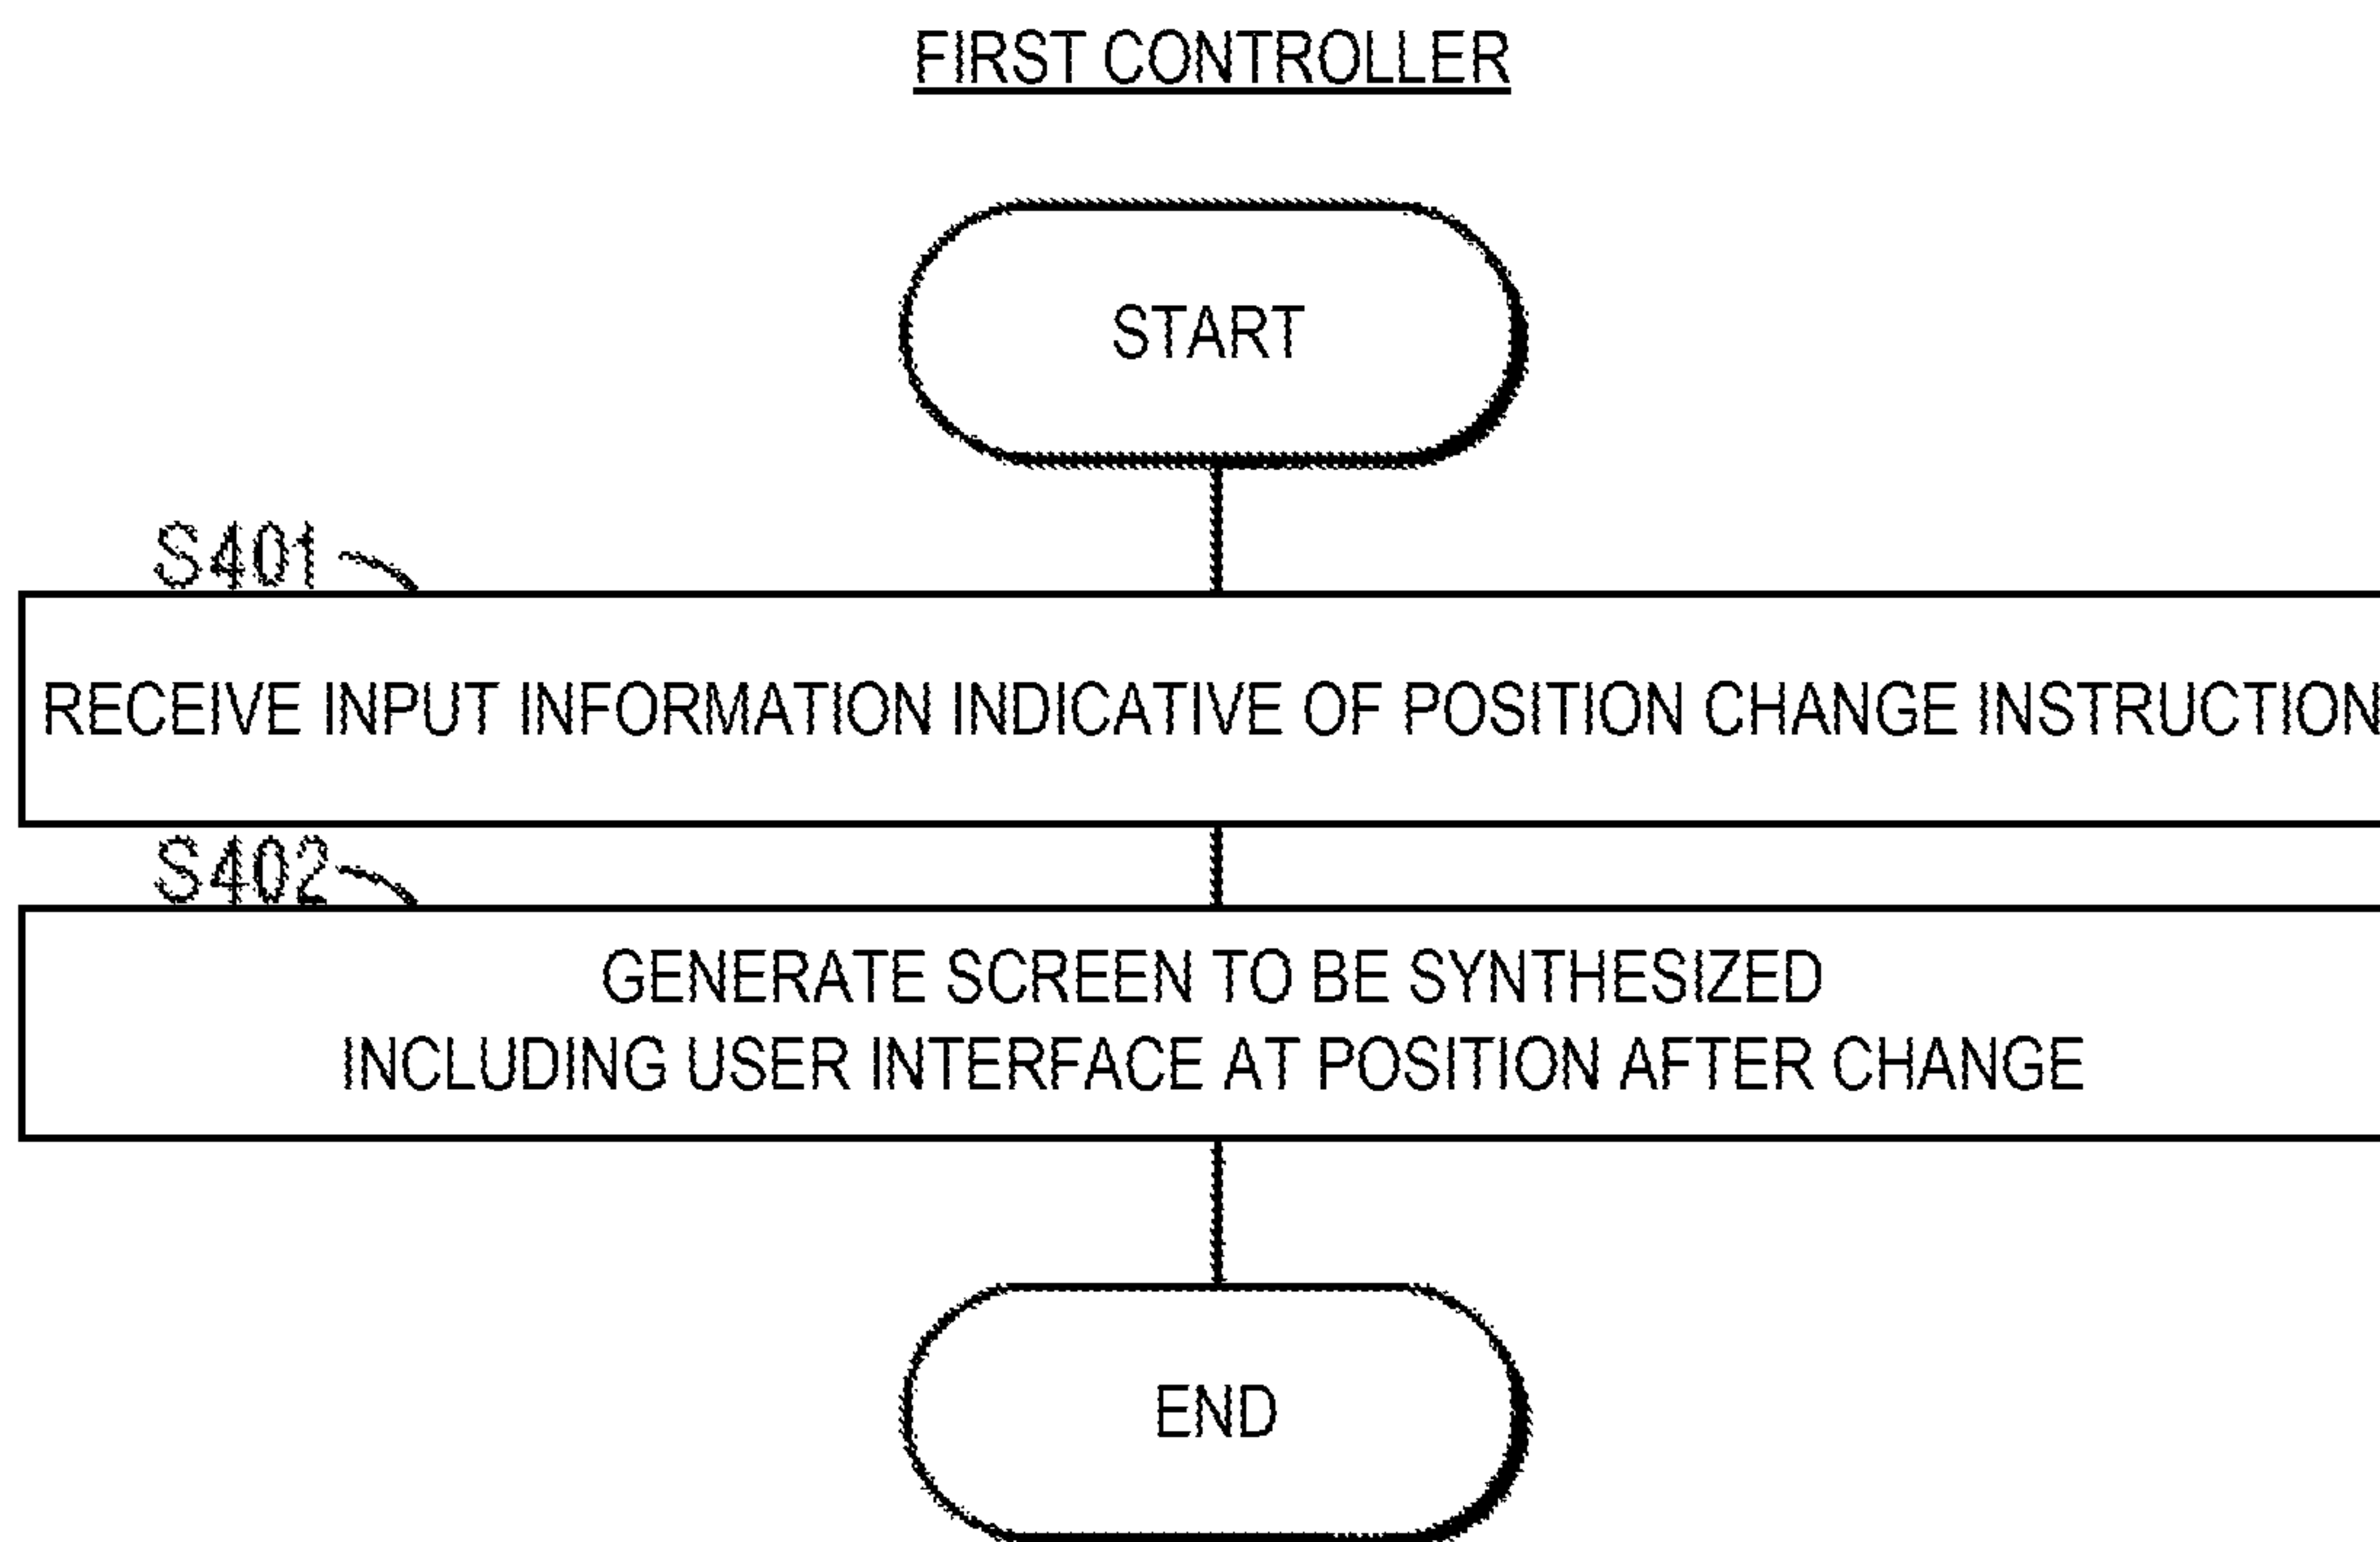 FIRST CONTROLLER
START
S401
RECEIVE INPUT INFORMATION INDICATIVE OF POSITION CHANGE INSTRUCTION
S402
GENERATE SCREEN TO BE SYNTHESIZED
INCLUDING USER INTERFACE AT POSITION AFTER CHANGE
END